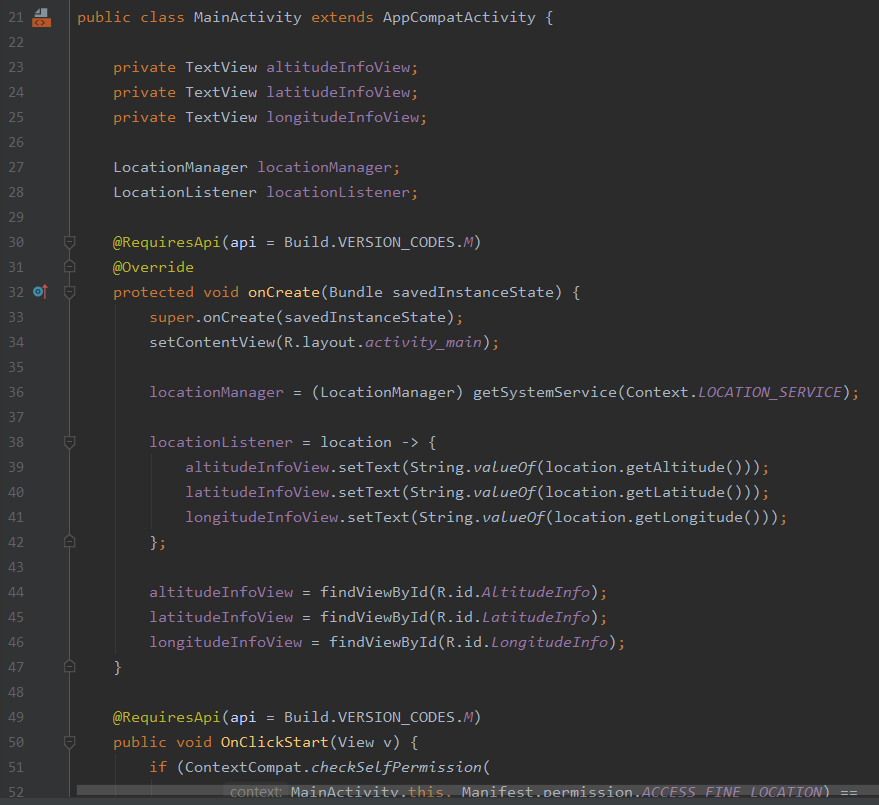 21 public class MainActivity extends AppCompatActivity {
22
23 private TextView altitudeInfoView;
24 private TextView latitudeInfoView;
25 private TextView longitudeInfoView;
26
27 LocationManager locationManager;
28 LocationListener locationListener;
29
30 @RequiresApi(api = Build.VERSION_CODES.M)
31 @Override
32 protected void onCreate(Bundle savedInstanceState) {
33 super.onCreate(savedInstanceState);
34 setContentView(R.layout.activity_main);
35
36 locationManager = (LocationManager) getSystemService(Context.LOCATION_SERVICE);
37
38 locationListener = location -> {
39 altitudeInfoView.setText(String.valueOf(location.getAltitude()));
40 latitudeInfoView.setText(String.valueOf(location.getLatitude()));
41 longitudeInfoView.setText(String.valueOf(location.getLongitude()));
42 };
43
44 altitudeInfoView = findViewById(R.id.AltitudeInfo);
45 latitudeInfoView = findViewById(R.id.LatitudeInfo);
46 longitudeInfoView = findViewById(R.id.LongitudeInfo);
47 }
48
49 @RequiresApi(api = Build.VERSION_CODES.M)
50 public void OnClickStart(View v) {
51 if (ContextCompat.checkSelfPermission(
52 context: MainActivity.this, Manifest.permission.ACCESS_FINE_LOCATION) ==